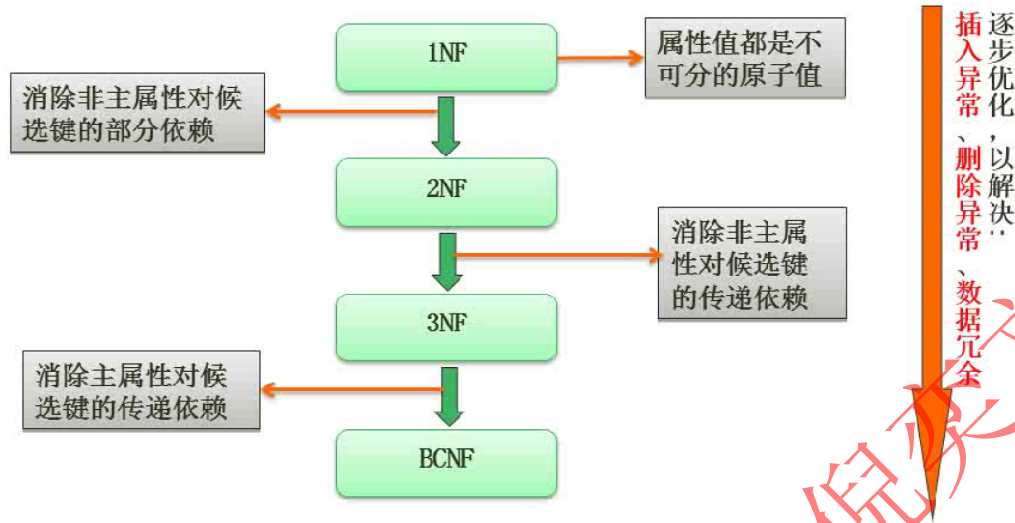 1NF
属性值都是不
可分的原子值
消除非主属性对候
选键的部分依赖
2NF
消除非主属
性对候选键
的传递依赖
3NF
消除主属性对候
选键的传递依赖
BCNF
逐步优化，以解决：
插入异常、删除异常、数据冗余
倪奕